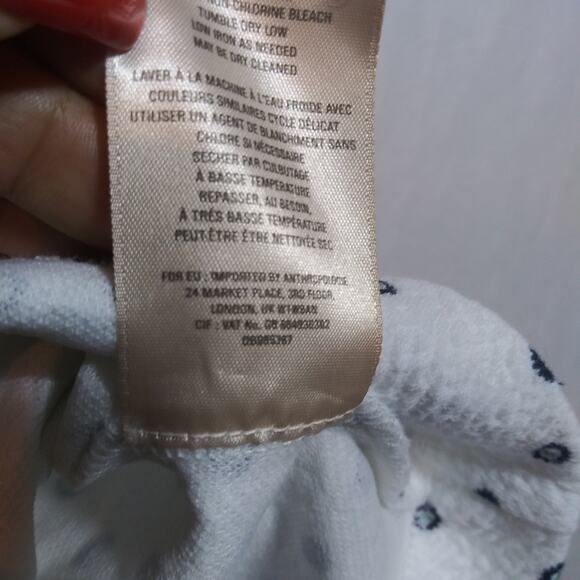 NON-CHLORINE BLEACH
TUMBLE DRY LOW
LOW IRON AS NEEDED
MAY BE DRY CLEANED
LAVER À LA MACHINE À L'EAU FROIDE AVEC
COULEURS SIMILAIRES CYCLE DÉLICAT
UTILISER UN AGENT DE BLANCHIMENT SANS
CHLORE SI NÉCESSAIRE
SÉCHER PAR CULBUTAGE
À BASSE TEMPÉRATURE
REPASSER, AU BESOIN,
À TRÈS BASSE TEMPÉRATURE
PEUT-ÊTRE ÊTRE NETTOYÉE SEC
FOR EU : IMPORTED BY ANTHROPOLOGIE
24 MARKET PLACE, 3RD FLOOR,
LONDON, UK W1W8AN
CIF : VAT No. GB